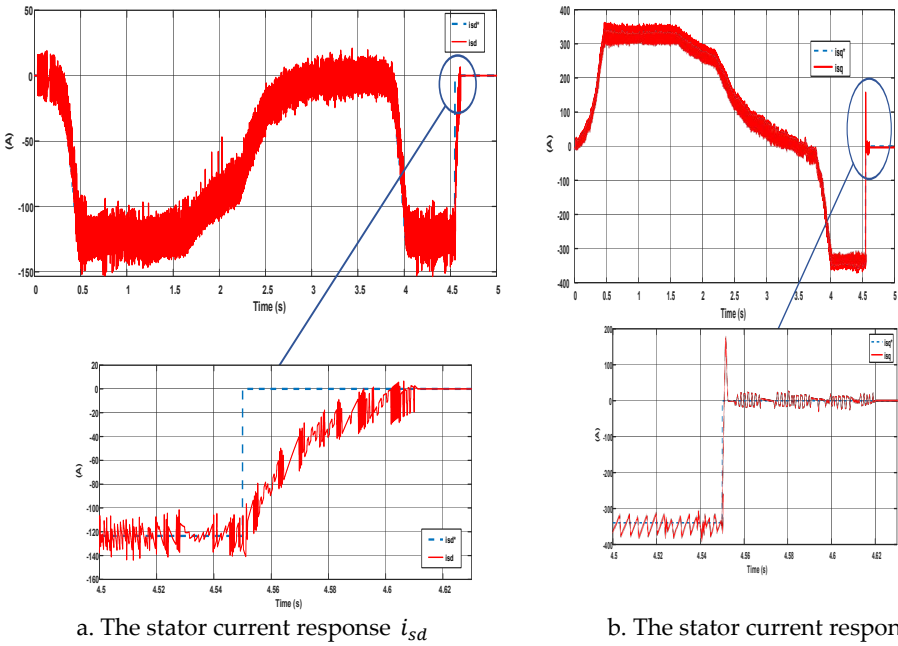 50
0
-50
-100
-150
(A)
0 0.5 1 1.5 2 2.5 3 3.5 4 4.5 5
Time (s)
isd*
isd
400
300
200
100
0
-100
-200
-300
-400
(A)
0 0.5 1 1.5 2 2.5 3 3.5 4 4.5 5
Time (s)
isq*
isq
20
0
-20
-40
-60
-80
-100
-120
-140
-160
(A)
4.5 4.52 4.54 4.56 4.58 4.6 4.62
Time (s)
isd*
isd
200
100
0
-100
-200
-300
-400
(A)
4.5 4.52 4.54 4.56 4.58 4.6 4.62
Time (s)
isq*
isq
a. The stator current response i_sd
b. The stator current respon